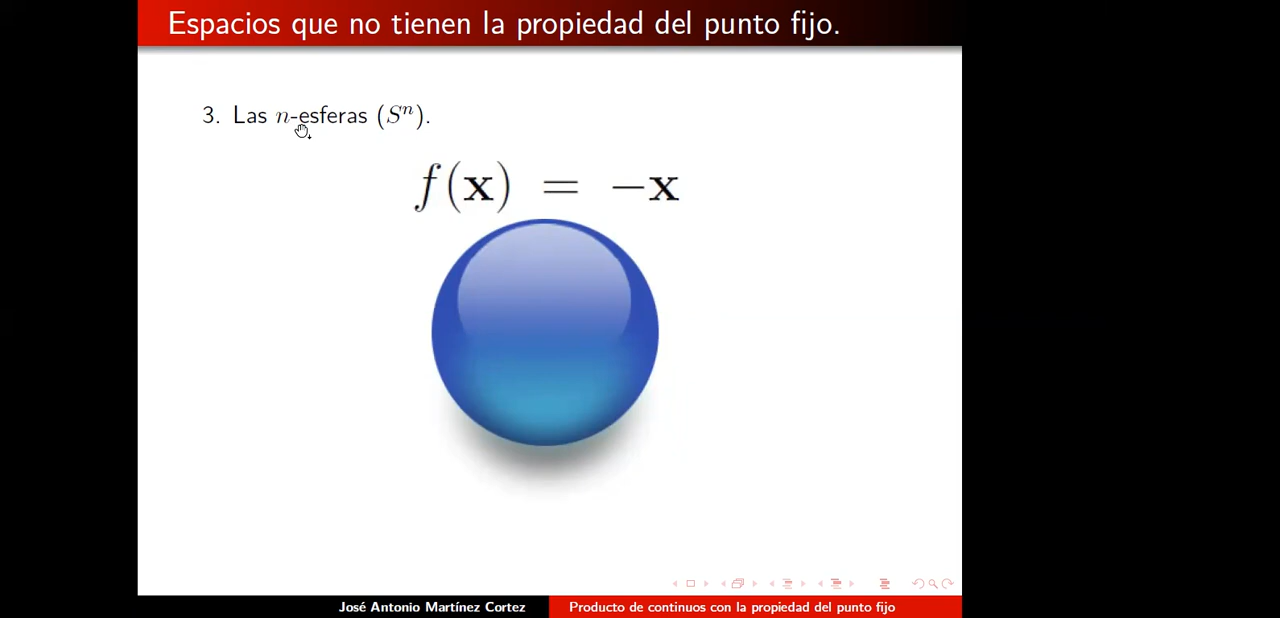 Espacios que no tienen la propiedad del punto fijo.
3. Las n-esferas (Sⁿ).
f(x) = −x
José Antonio Martínez Cortez
Producto de continuos con la propiedad del punto fijo